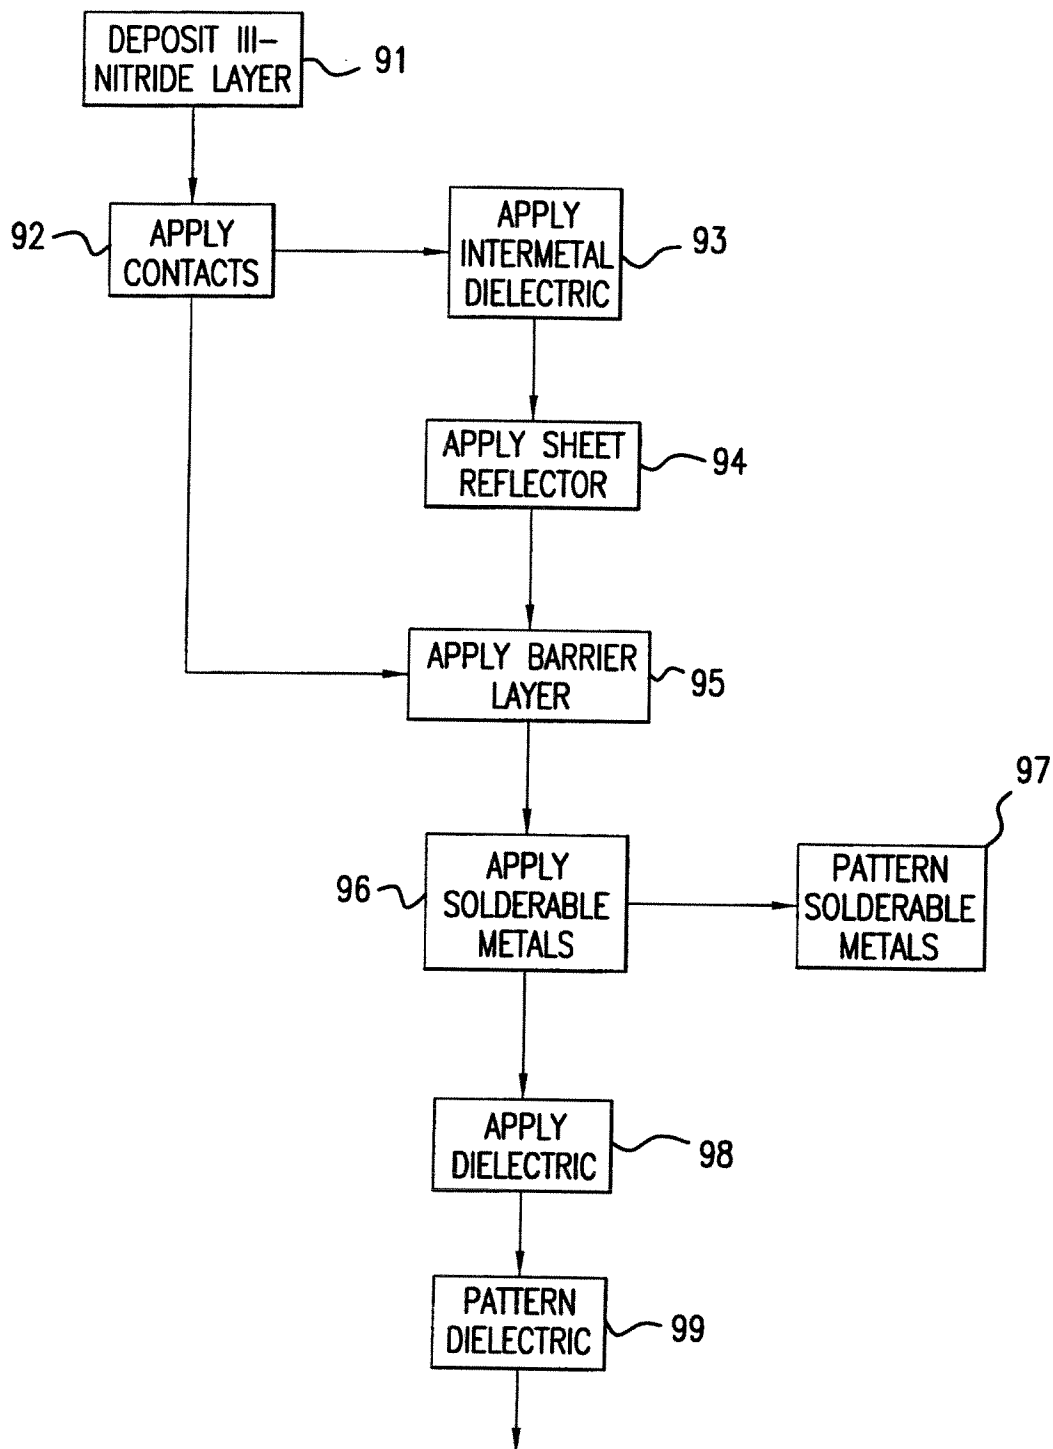 DEPOSIT III-
NITRIDE LAYER
91
92
APPLY
CONTACTS
APPLY
INTERMETAL
DIELECTRIC
93
APPLY SHEET
REFLECTOR
94
APPLY BARRIER
LAYER
95
96
APPLY
SOLDERABLE
METALS
97
PATTERN
SOLDERABLE
METALS
APPLY
DIELECTRIC
98
PATTERN
DIELECTRIC
99